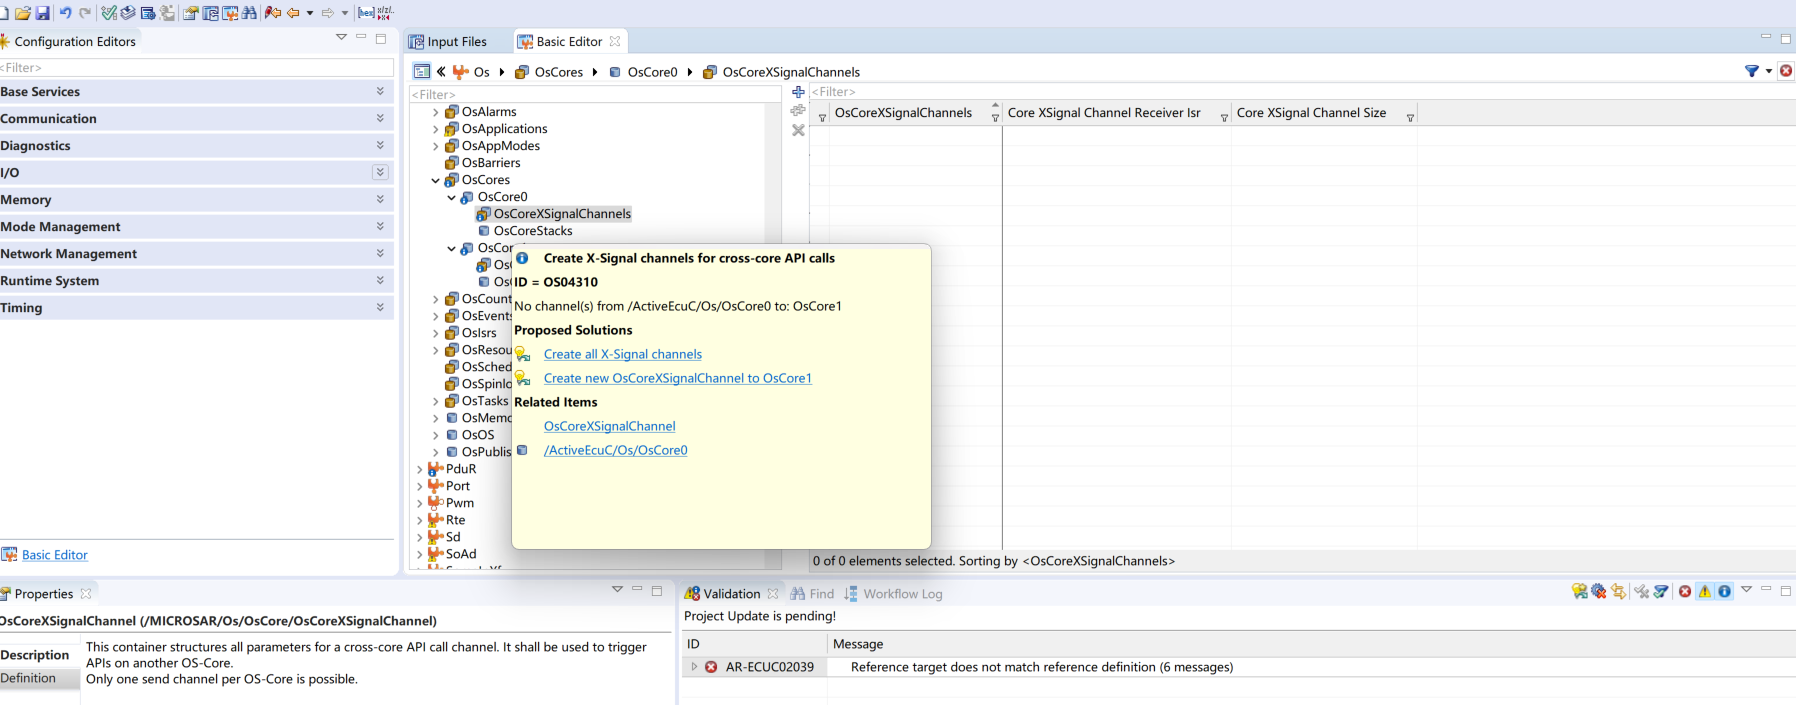 Configuration Editors
<Filter>
Base Services
Communication
Diagnostics
I/O
Memory
Mode Management
Network Management
Runtime System
Timing
Basic Editor
Input Files
Basic Editor
Os
OsCores
OsCore0
OsCoreXSignalChannels
<Filter>
OsAlarms
OsApplications
OsAppModes
OsBarriers
OsCores
OsCore0
OsCoreXSignalChannels
OsCoreStacks
OsCor
OsC
OsC
OsCount
OsEvents
OsIsrs
OsResou
OsSched
OsSpinlo
OsTasks
OsMemo
OsOS
OsPublis
PduR
Port
Pwm
Rte
Sd
SoAd
Create X-Signal channels for cross-core API calls
ID = OS04310
No channel(s) from /ActiveEcuC/Os/OsCore0 to: OsCore1
Proposed Solutions
Create all X-Signal channels
Create new OsCoreXSignalChannel to OsCore1
Related Items
OsCoreXSignalChannel
/ActiveEcuC/Os/OsCore0
<Filter>
OsCoreXSignalChannels
Core XSignal Channel Receiver Isr
Core XSignal Channel Size
0 of 0 elements selected. Sorting by <OsCoreXSignalChannels>
Properties
OsCoreXSignalChannel (/MICROSAR/Os/OsCore/OsCoreXSignalChannel)
Description
Definition
This container structures all parameters for a cross-core API call channel. It shall be used to trigger
APIs on another OS-Core.
Only one send channel per OS-Core is possible.
Validation
Find
Workflow Log
Project Update is pending!
ID
Message
AR-ECUC02039
Reference target does not match reference definition (6 messages)